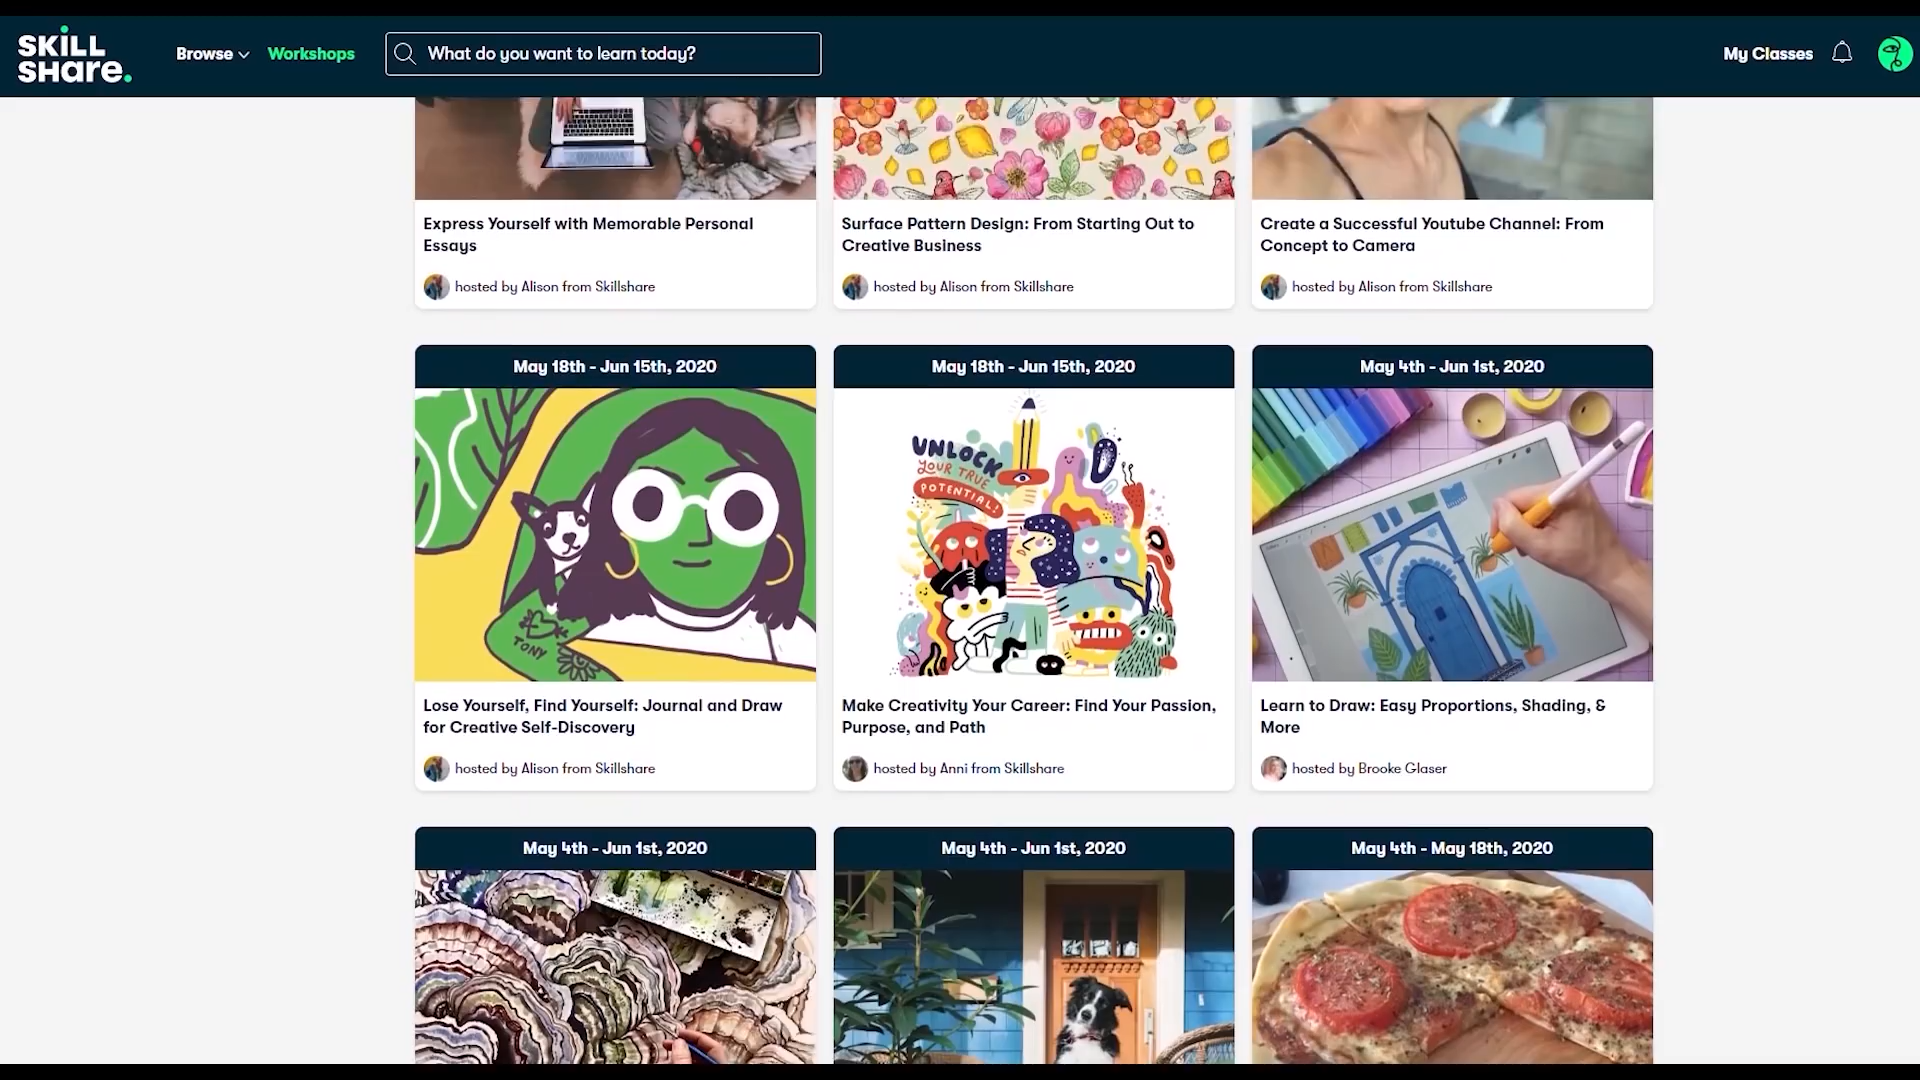 SKILL
SHare.
Browse
Workshops
What do you want to learn today?
My Classes
Express Yourself with Memorable Personal
Essays
hosted by Alison from Skillshare
Surface Pattern Design: From Starting Out to
Creative Business
hosted by Alison from Skillshare
Create a Successful Youtube Channel: From
Concept to Camera
hosted by Alison from Skillshare
May 18th - Jun 15th, 2020
TONY
Lose Yourself, Find Yourself: Journal and Draw
for Creative Self-Discovery
hosted by Alison from Skillshare
May 18th - Jun 15th, 2020
UNLOCK
YOUR TRUE
POTENTIAL!
Make Creativity Your Career: Find Your Passion,
Purpose, and Path
hosted by Anni from Skillshare
May 4th - Jun 1st, 2020
Learn to Draw: Easy Proportions, Shading, &
More
hosted by Brooke Glaser
May 4th - Jun 1st, 2020
May 4th - Jun 1st, 2020
May 4th - May 18th, 2020